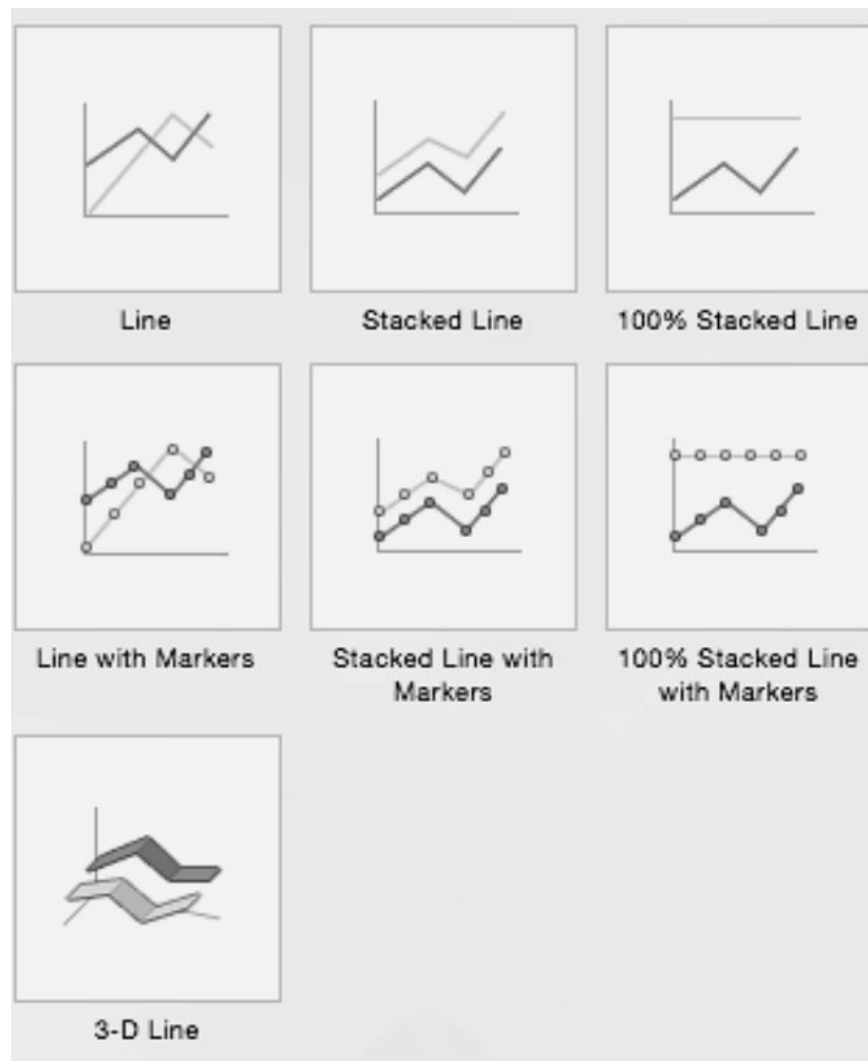 Line
Stacked Line
100% Stacked Line
Line with Markers
Stacked Line with
Markers
100% Stacked Line
with Markers
3-D Line